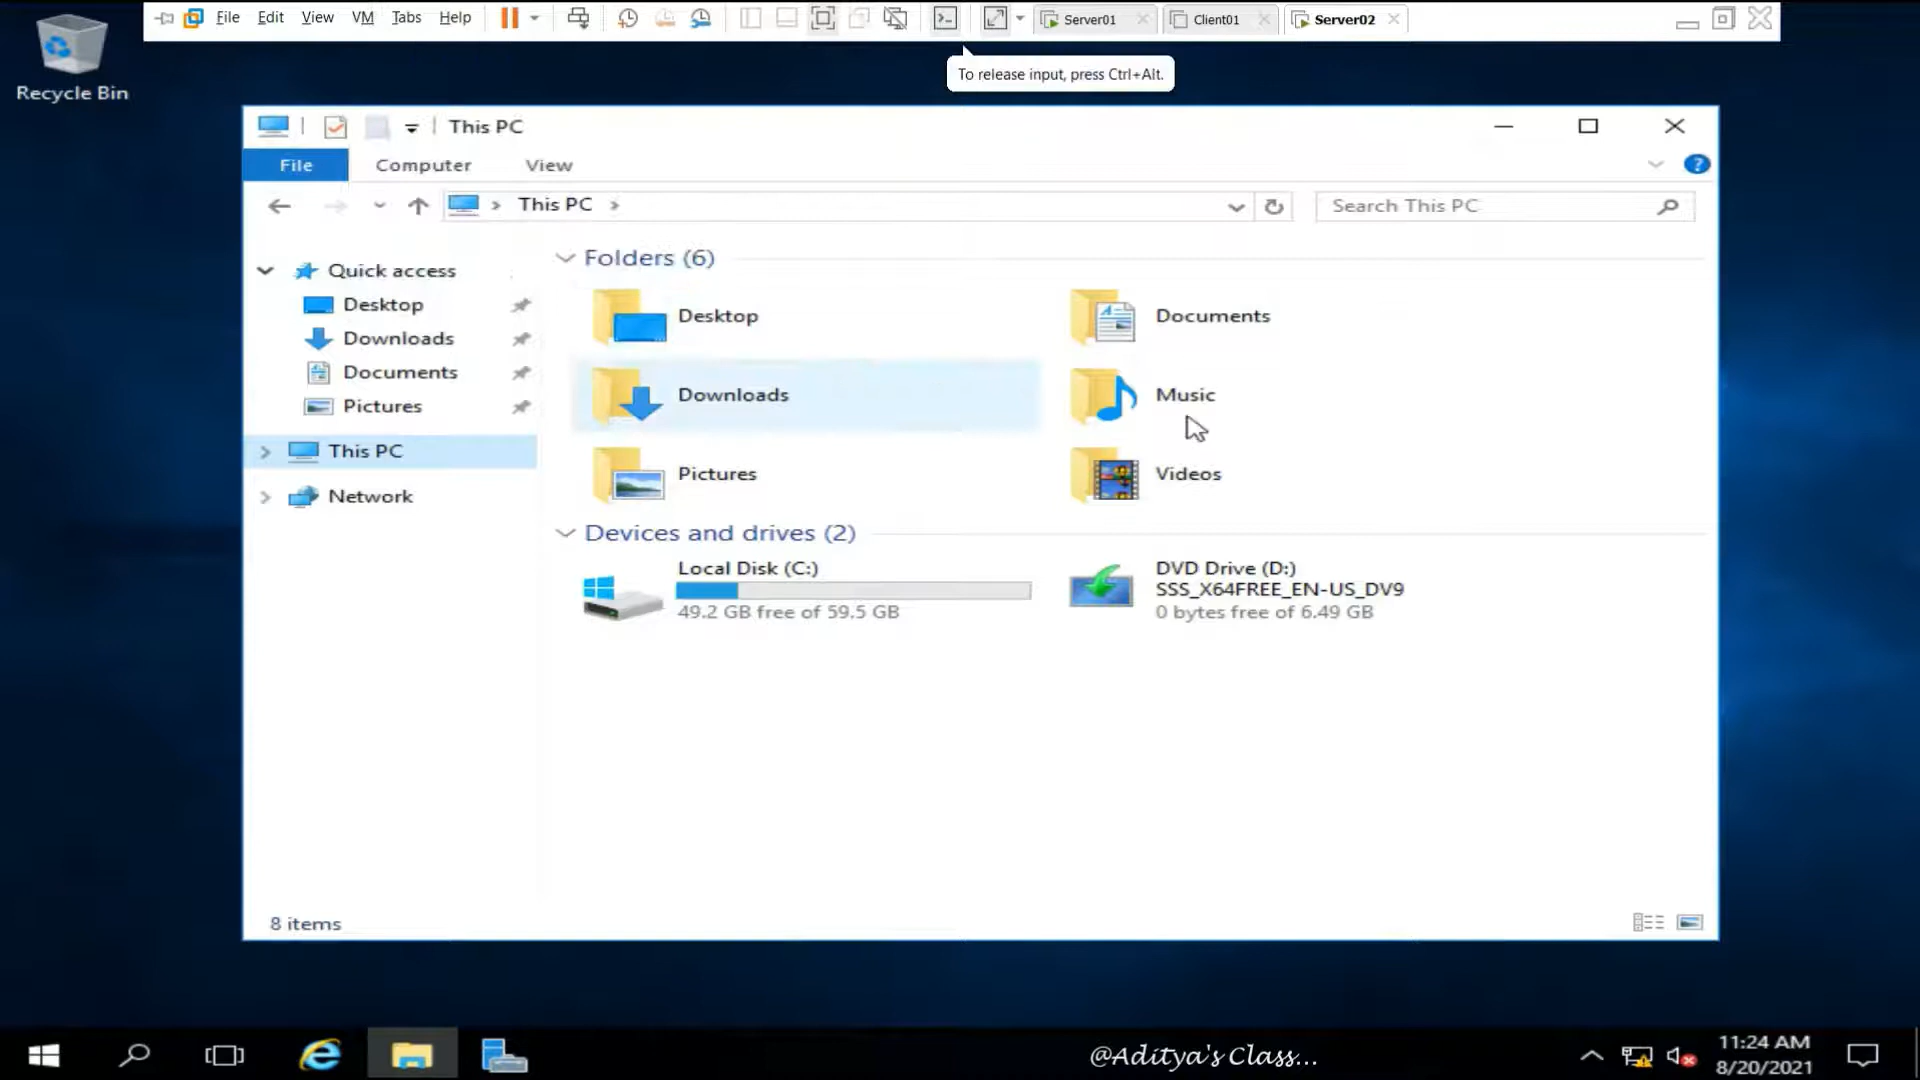 File Edit View VM Tabs Help
Server01
Client01
Server02
To release input, press Ctrl+Alt.
Recycle Bin
This PC
File Computer View
This PC
Search This PC
Quick access
Desktop
Downloads
Documents
Pictures
This PC
Network
Folders (6)
Desktop
Documents
Downloads
Music
Pictures
Videos
Devices and drives (2)
Local Disk (C:)
49.2 GB free of 59.5 GB
DVD Drive (D:)
SSS_X64FREE_EN-US_DV9
0 bytes free of 6.49 GB
8 items
@Aditya's Class...
11:24 AM
8/20/2021